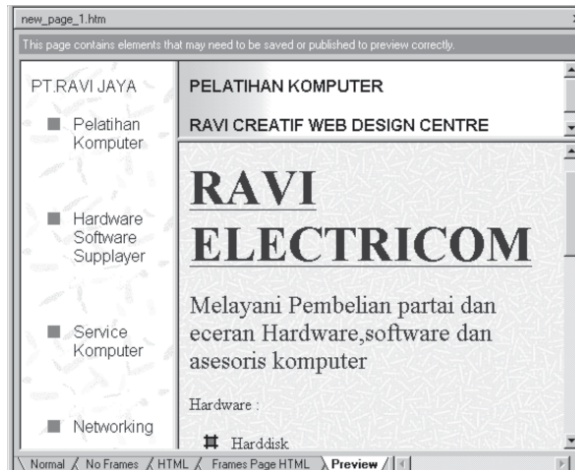 new_page_1.htm
This page contains elements that may need to be saved or published to preview correctly.
PT.RAVI JAYA
Pelatihan
Komputer
Hardware
Software
Supplayer
Service
Komputer
Networking
PELATIHAN KOMPUTER
RAVI CREATIF WEB DESIGN CENTRE
RAVI
ELECTRICOM
Melayani Pembelian partai dan
eceran Hardware,software dan
asesoris komputer
Hardware :
Harddisk
Normal No Frames HTML Frames Page HTML Preview